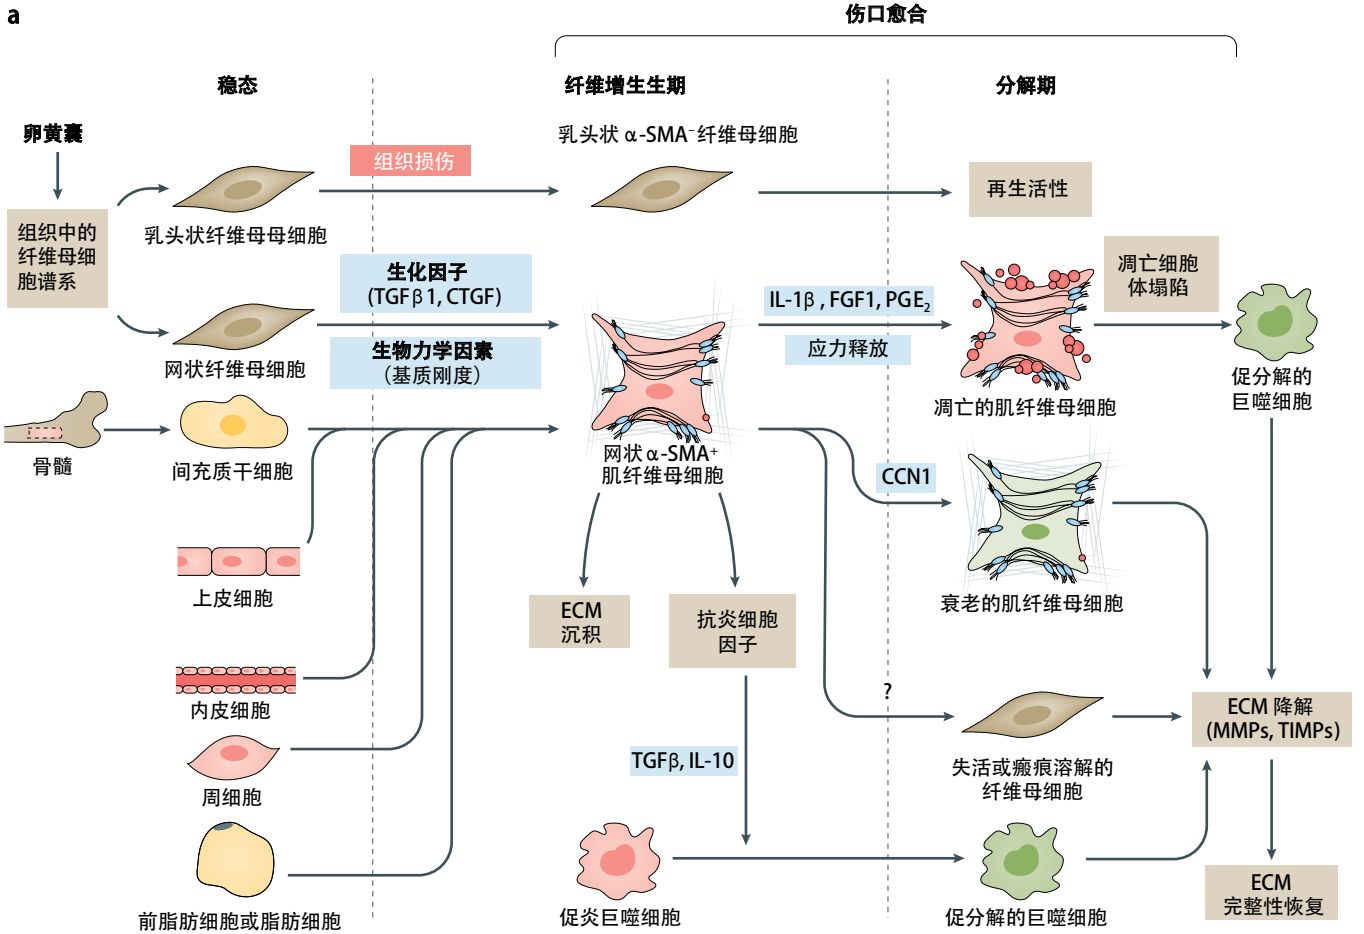 a
伤口愈合
稳态
纤维增生生期
分解期
卵黄囊
组织中的
纤维母细
胞谱系
乳头状纤维母母细胞
组织损伤
乳头状 α-SMA⁻ 纤维母细胞
再生活性
网状纤维母细胞
生化因子
(TGFβ1, CTGF)
生物力学因素
（基质刚度）
IL-1β , FGF1, PGE₂
应力释放
凋亡的肌纤维母细胞
凋亡细胞
体塌陷
促分解的
巨噬细胞
骨髓
间充质干细胞
网状 α-SMA⁺
肌纤维母细胞
CCN1
衰老的肌纤维母细胞
上皮细胞
ECM
沉积
抗炎细胞
因子
内皮细胞
?
失活或瘢痕溶解的
纤维母细胞
ECM 降解
(MMPs, TIMPs)
周细胞
TGFβ, IL-10
前脂肪细胞或脂肪细胞
促炎巨噬细胞
促分解的巨噬细胞
ECM
完整性恢复